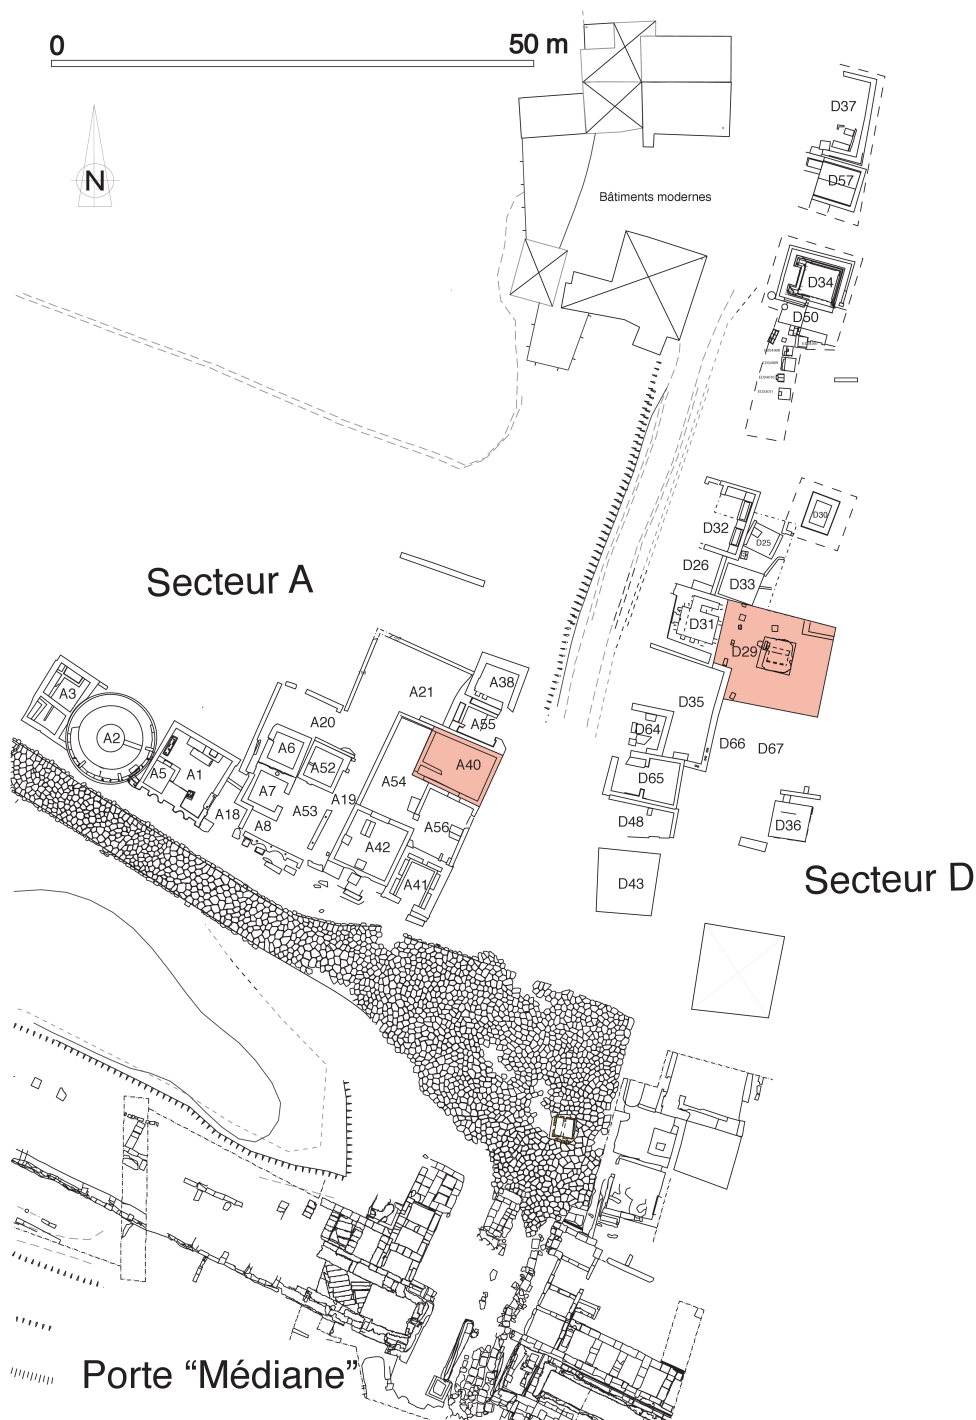 0 50 m
N
Bâtiments modernes
D37
D57
D34
D50
D32
D30
D25
D26
D33
D31
D29
D35
D64
D66 D67
D65
D48
D36
D43
Secteur A
A38
A21
A3
A20
A55
A2
A6
A40
A52
A5 A1
A54
A7
A19
A18
A53
A8
A56
A42
A41
Secteur D
Porte “Médiane”